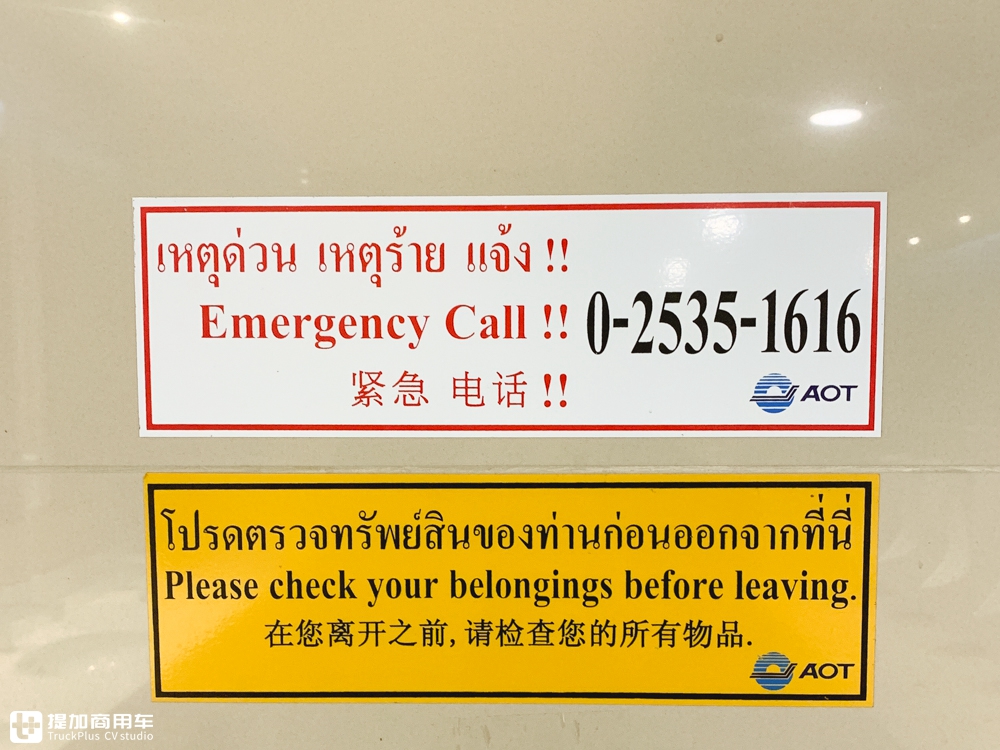 เหตุด่วน เหตุร้าย แจ้ง !!
Emergency Call !! 0-2535-1616
紧急 电话 !!
AOT
โปรดตรวจทรัพย์สินของท่านก่อนออกจากที่นี่
Please check your belongings before leaving.
在您离开之前,请检查您的所有物品.
AOT
提加商用车
TruckPlus CVstudio